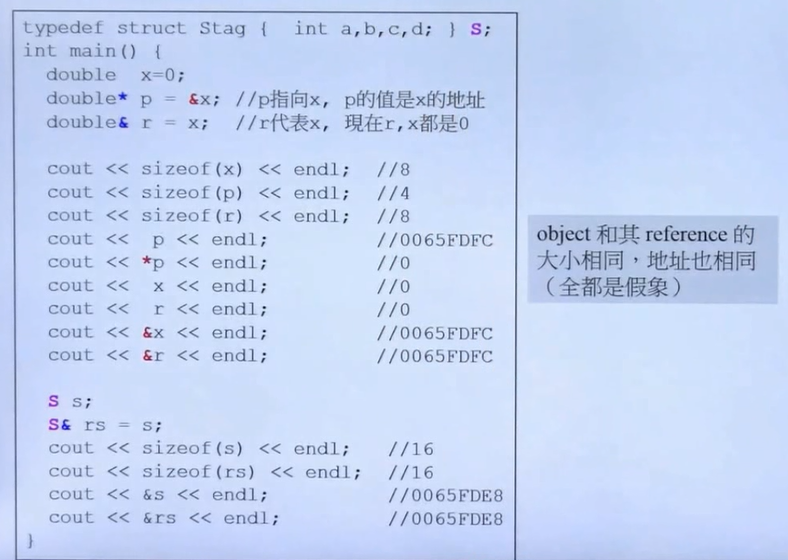 typedef struct Stag {  int a,b,c,d; } S;
int main() {
double  x=0;
double* p = &x; //p指向x, p的值是x的地址
double& r = x;  //r代表x, 現在r,x都是0
cout << sizeof(x) << endl;  //8
cout << sizeof(p) << endl;  //4
cout << sizeof(r) << endl;  //8
cout <<  p << endl;  //0065FDFC
cout << *p << endl;  //0
cout <<  x << endl;  //0
cout <<  r << endl;  //0
cout << &x << endl;  //0065FDFC
cout << &r << endl;  //0065FDFC
S s;
S& rs = s;
cout << sizeof(s) << endl;  //16
cout << sizeof(rs) << endl;  //16
cout << &s << endl;  //0065FDE8
cout << &rs << endl;  //0065FDE8
}
object 和其 reference 的
大小相同，地址也相同
（全都是假象）